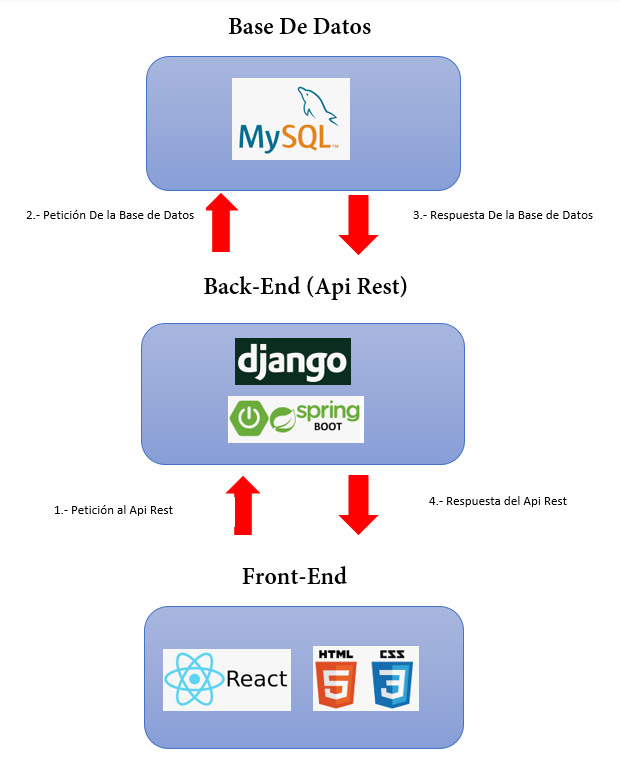 Base De Datos
MySQL™
2.- Petición De la Base de Datos
3.- Respuesta De la Base de Datos
Back-End (Api Rest)
django
spring
BOOT
1.- Petición al Api Rest
4.- Respuesta del Api Rest
Front-End
React
HTML
CSS
5
3